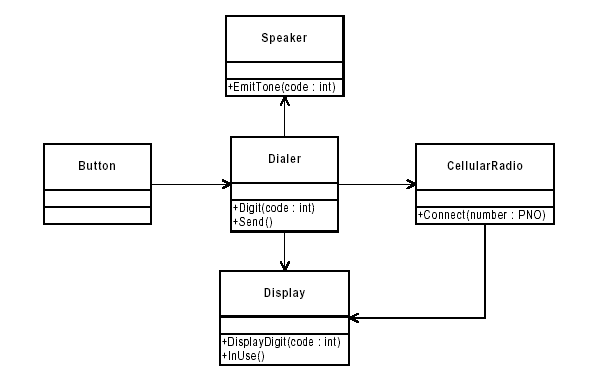 Speaker
+EmitTone(code : int)
Button
Dialer
+Digit(code : int)
+Send()
CellularRadio
+Connect(number : PNO)
Display
+DisplayDigit(code : int)
+InUse()